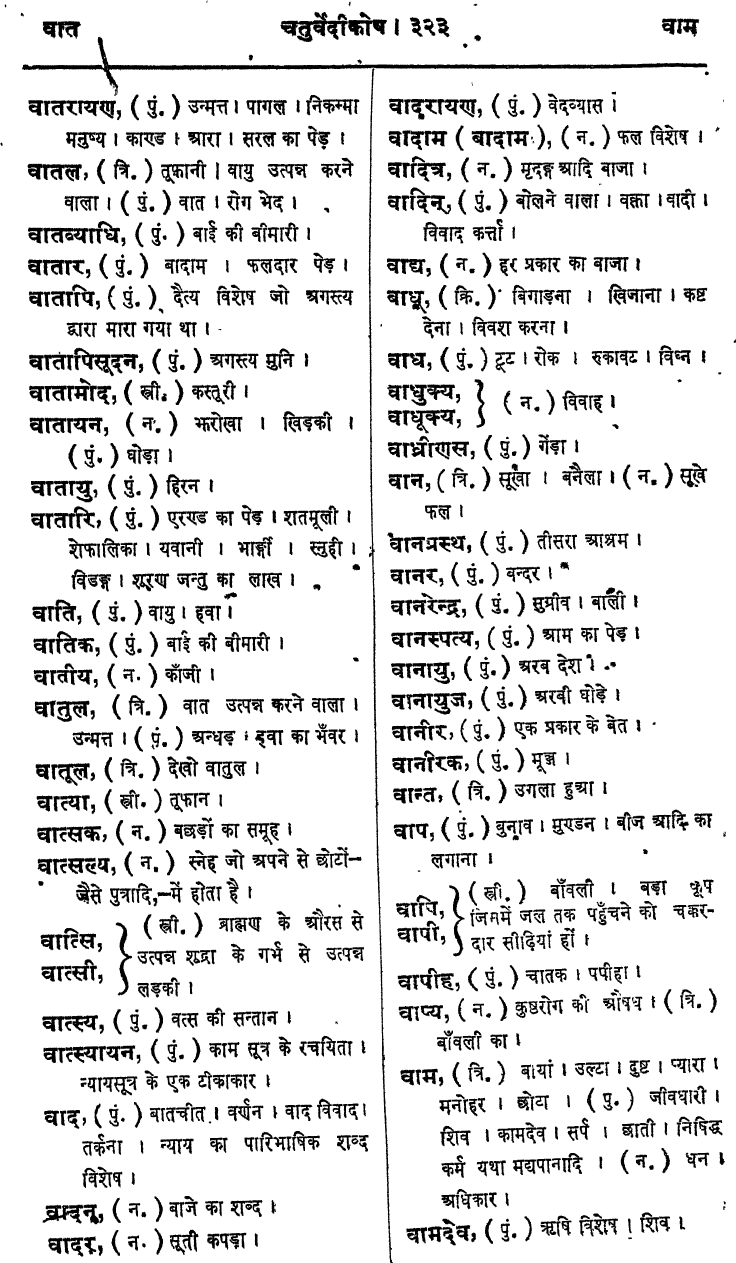 वात
चतुर्वेदीकोष। ३२३
वाम
वातरायण, (पुं.) उन्मत्त। पागल। निकम्मा
मनुष्य। काण्ड। आरा। सरल का पेड़।
वातल, (त्रि.) तूफानी। वायु उत्पन्न करने
वाला। (पुं.) वात। रोग भेद।
वातव्याधि, (पुं.) बाई की बीमारी।
वातार, (पुं.) बादाम । फलदार पेड़।
वातापि, (पुं.) दैत्य विशेष जो अगस्त्य
द्वारा मारा गया था।
वातापिसूदन, (पुं.) अगस्त्य मुनि।
वातामोद, (स्त्री.) कस्तूरी।
वातायन, (न.) झरोखा । खिड़की ।
(पुं.) घोड़ा।
वातायु, (पुं.) हिरन।
वातारि, (पुं.) एरण्ड का पेड़। शतमूली।
शेफालिका। यवानी । भार्ङ्गी । स्नुही।
विडङ्ग। शूरण जन्तु का लाख।
वाति, (पुं.) वायु। हवा।
वातिक, (पुं.) बाई की बीमारी।
वातीय, (न.) काँजी।
वातुल, (त्रि.) वात उत्पन्न करने वाला।
उन्मत्त। (पुं.) अन्धड़। हवा का भँवर।
वातूल, (त्रि.) देखो वातुल।
वात्या, (स्त्री.) तूफान।
वात्सक, (न.) बछड़ों का समूह।
वात्सल्य, (न.) स्नेह जो अपने से छोटों—
जैसे पुत्रादि,—में होता है।
वात्सि,
वात्सी,
(स्त्री.) ब्राह्मण के औरस से
उत्पन्न शूद्रा के गर्भ से उत्पन्न
लड़की।
वात्स्य, (पुं.) वत्स की सन्तान।
वात्स्यायन, (पुं.) काम सूत्र के रचयिता।
न्यायसूत्र के एक टीकाकार।
वाद, (पुं.) बातचीत। वर्णन। वाद विवाद।
तर्कना । न्याय का पारिभाषिक शब्द
विशेष।
वादन, (न.) बाजे का शब्द।
वादर, (न.) सूती कपड़ा।
वादरायण, (पुं.) वेदव्यास।
वादाम (बादाम), (न.) फल विशेष।
वादित्र, (न.) मृदङ्ग आदि बाजा।
वादिन्, (पुं.) बोलने वाला। वक्ता। वादी।
विवाद कर्त्ता।
वाद्य, (न.) हर प्रकार का बाजा।
वाधृ, (क्रि.) बिगाड़ना । खिजाना । कष्ट
देना। विवश करना।
वाध, (पुं.) टूट। रोक । रुकावट। विघ्न।
वाधुक्य,
वाधूक्य,
(न.) विवाह।
वाध्रीणस, (पुं.) गेंड़ा।
वान, (त्रि.) सूखा । बनैला। (न.) सूखे
फल।
वानप्रस्थ, (पुं.) तीसरा आश्रम।
वानर, (पुं.) बन्दर।
वानरेन्द्र, (पुं.) सुग्रीव। बाली।
वानस्पत्य, (पुं.) आम का पेड़।
वानायु, (पुं.) अरब देश।
वानायुज, (पुं.) अरबी घोड़े।
वानीर, (पुं.) एक प्रकार के बेत।
वानीरक, (पुं.) मूञ्ज।
वान्त, (त्रि.) उगला हुआ।
वाप, (पुं.) बुनाव। मुण्डन। बीज आदि का
लगाना।
वापि,
वापी,
(स्त्री.) बाँवली । बड़ा कूप
जिसमें जल तक पहुँचने को चक्कर-
दार सीढ़ियां हों।
वापीह, (पुं.) चातक। पपीहा।
वाप्य, (न.) कुष्ठरोग की औषध। (त्रि.)
बाँवली का।
वाम, (त्रि.) बायां। उल्टा। दुष्ट। प्यारा।
मनोहर । छोटा । (पु.) जीवधारी।
शिव । कामदेव। सर्प । छाती। निषिद्ध
कर्म यथा मद्यपानादि । (न.) धन।
अधिकार।
वामदेव, (पुं.) ऋषि विशेष। शिव।